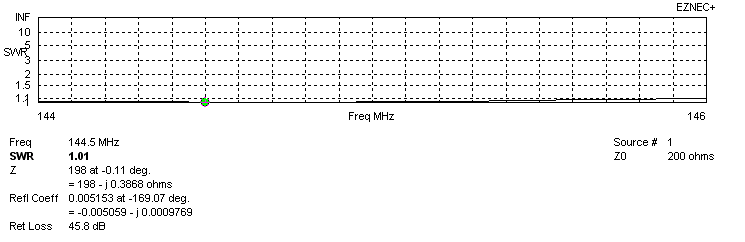 EZNEC+
INF
10
5
SWR
3
2
1.5
1.1
144 Freq MHz 146
Freq 144.5 MHz Source # 1
SWR 1.01 Z0 200 ohms
Z 198 at -0.11 deg.
= 198 - j 0.3868 ohms
Refl Coeff 0.005153 at -169.07 deg.
= -0.005059 - j 0.0009769
Ret Loss 45.8 dB